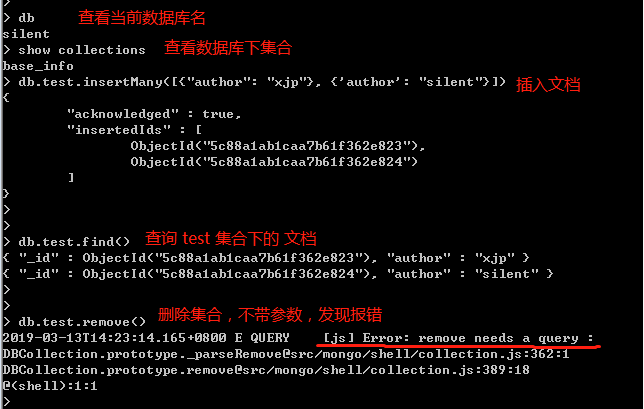 > db 查看当前数据库名
silent
> show collections 查看数据库下集合
base_info
> db.test.insertMany([{"author": "xjp"}, {'author': "silent"}]) 插入文档
{
"acknowledged" : true,
"insertedIds" : [
ObjectId("5c88a1ab1caa7b61f362e823"),
ObjectId("5c88a1ab1caa7b61f362e824")
]
}
>
>
> db.test.find() 查询 test 集合下的 文档
{ "_id" : ObjectId("5c88a1ab1caa7b61f362e823"), "author" : "xjp" }
{ "_id" : ObjectId("5c88a1ab1caa7b61f362e824"), "author" : "silent" }
>
>
> db.test.remove() 删除集合，不带参数，发现报错
2019-03-13T14:23:14.165+0800 E QUERY [js] Error: remove needs a query :
DBCollection.prototype._parseRemove@src/mongo/shell/collection.js:362:1
DBCollection.prototype.remove@src/mongo/shell/collection.js:389:18
@(shell):1:1
>